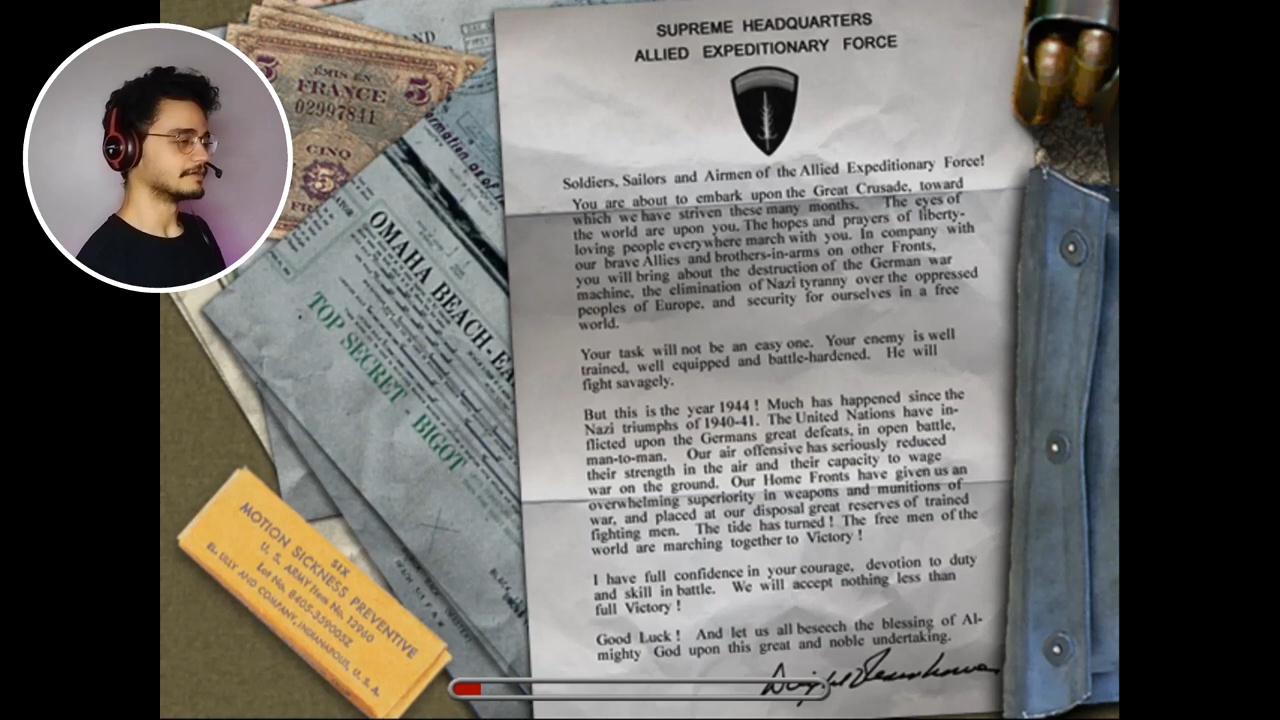 SUPREME HEADQUARTERS
ALLIED EXPEDITIONARY FORCE
Soldiers, Sailors and Airmen of the Allied Expeditionary Force!
You are about to embark upon the Great Crusade, toward
which we have striven these many months. The eyes of
the world are upon you. The hopes and prayers of liberty-
loving people everywhere march with you. In company with
our brave Allies and brothers-in-arms on other Fronts,
you will bring about the destruction of the German war
machine, the elimination of Nazi tyranny over the oppressed
peoples of Europe, and security for ourselves in a free
world.
Your task will not be an easy one. Your enemy is well
trained, well equipped and battle-hardened. He will
fight savagely.
But this is the year 1944 ! Much has happened since the
Nazi triumphs of 1940-41. The United Nations have in-
flicted upon the Germans great defeats, in open battle,
man-to-man. Our air offensive has seriously reduced
their strength in the air and their capacity to wage
war on the ground. Our Home Fronts have given us an
overwhelming superiority in weapons and munitions of
war, and placed at our disposal great reserves of trained
fighting men. The tide has turned ! The free men of the
world are marching together to Victory !
I have full confidence in your courage, devotion to duty
and skill in battle. We will accept nothing less than
full Victory !
Good Luck ! And let us all beseech the blessing of Al-
mighty God upon this great and noble undertaking.
Dwight D Eisenhower
5 5
ÉMIS EN
FRANCE
02997841
CINQ
5
OMAHA BEACH-EA
TOP SECRET - BIGOT
SIX
MOTION SICKNESS PREVENTIVE
U. S. ARMY Item No. 12960
Lot No. 8405-339005Z
ELI LILLY AND COMPANY, INDIANAPOLIS, U. S. A.